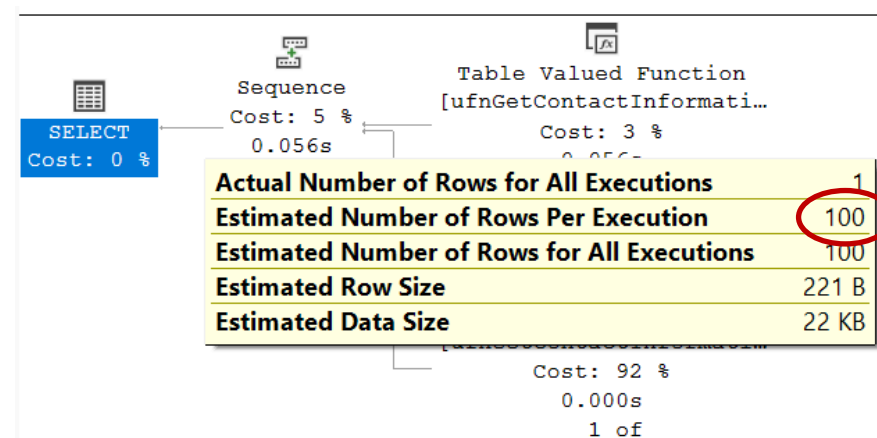 SELECT
Cost: 0 %
Sequence
Cost: 5 %
0.056s
Table Valued Function
[ufnGetContactInformati...
Cost: 3 %
Actual Number of Rows for All Executions 1
Estimated Number of Rows Per Execution 100
Estimated Number of Rows for All Executions 100
Estimated Row Size 221 B
Estimated Data Size 22 KB
Cost: 92 %
0.000s
1 of